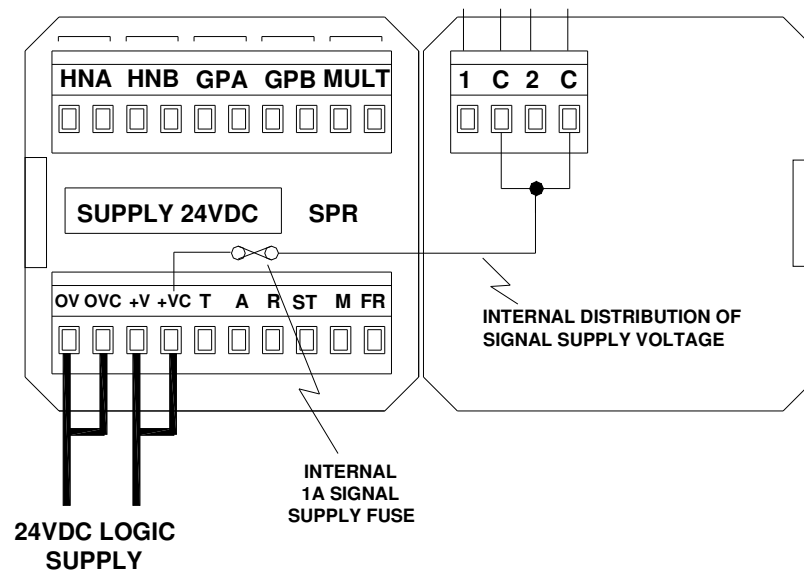 HNA HNB GPA GPB MULT
1 C 2 C
SUPPLY 24VDC SPR
OV OVC +V +VC T A R ST M FR
INTERNAL DISTRIBUTION OF
SIGNAL SUPPLY VOLTAGE
INTERNAL
1A SIGNAL
SUPPLY FUSE
24VDC LOGIC
SUPPLY